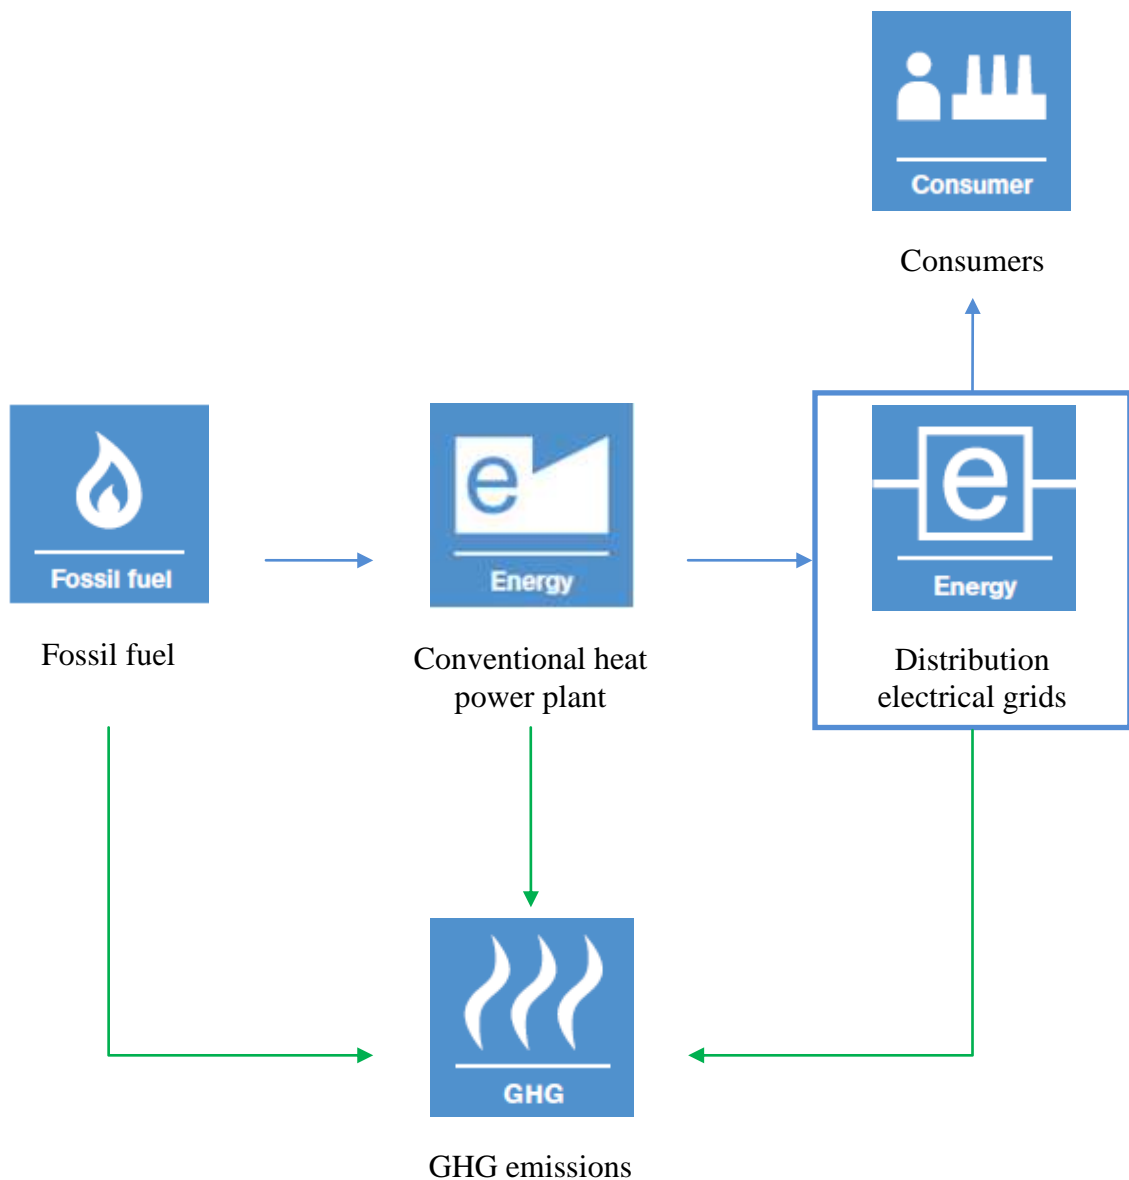 Consumer
Consumers
Fossil fuel
Fossil fuel
Energy
Conventional heat
power plant
e
e
Energy
Distribution
electrical grids
GHG
GHG emissions